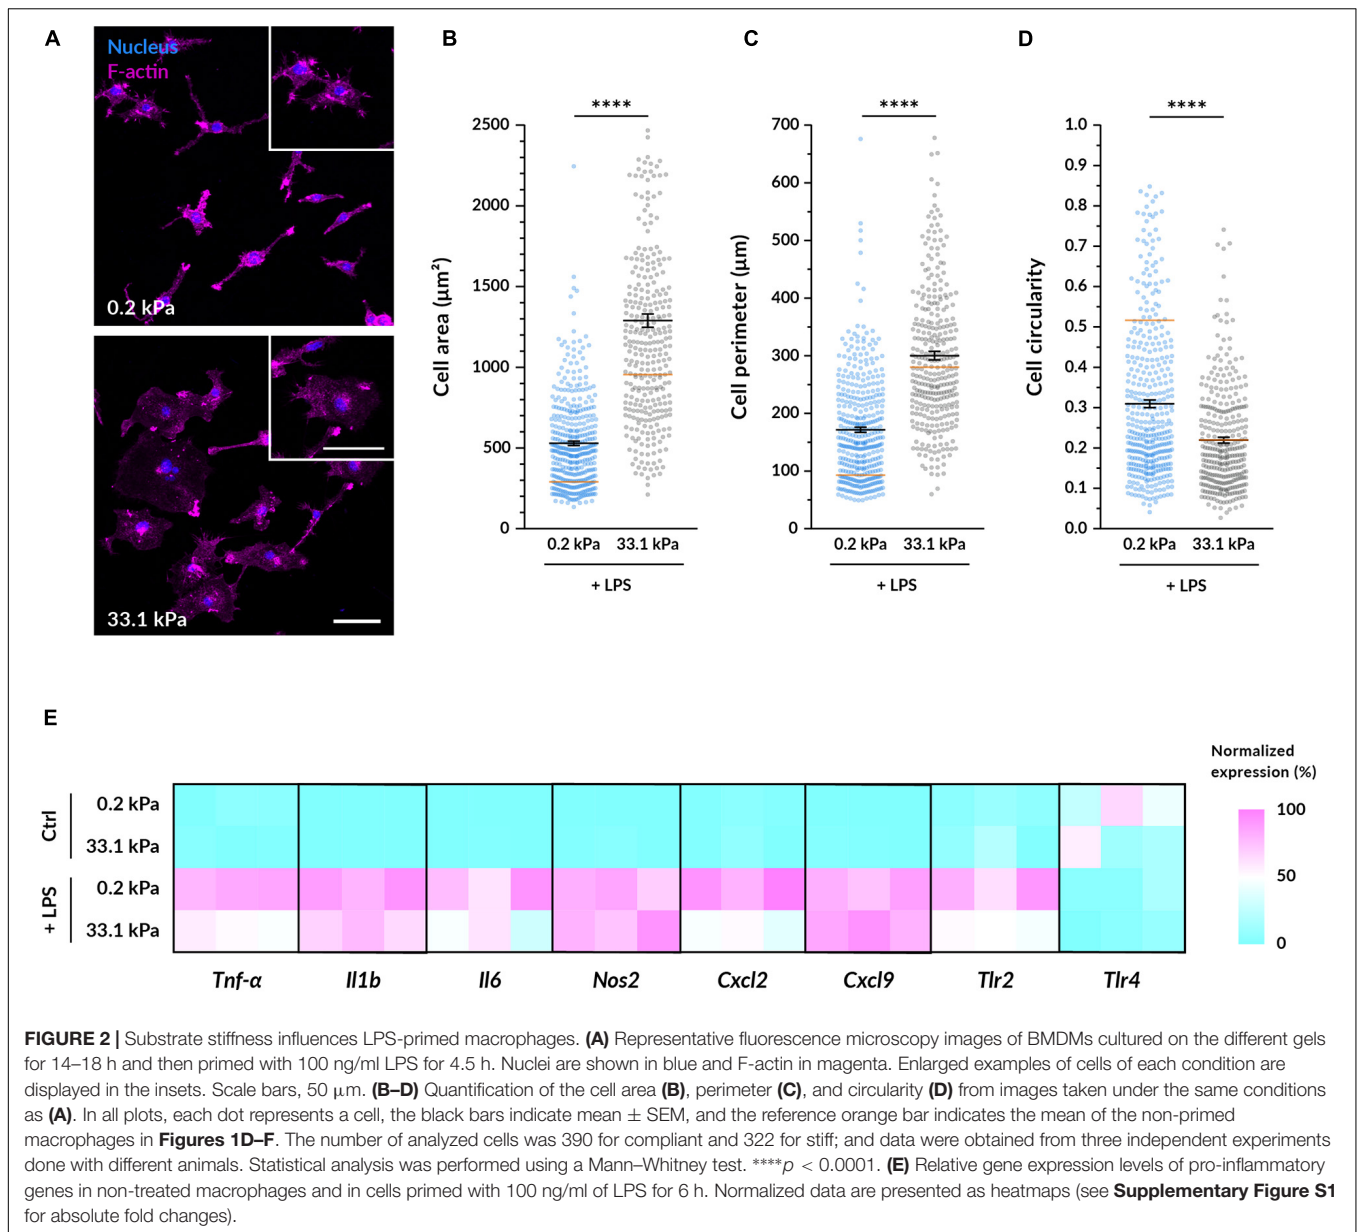 A
Nucleus
F-actin
0.2 kPa
33.1 kPa
B
****
Cell area (μm²)
2500
2000
1500
1000
500
0
0.2 kPa 33.1 kPa
+ LPS
C
****
Cell perimeter (μm)
700
600
500
400
300
200
100
0
0.2 kPa 33.1 kPa
+ LPS
D
****
Cell circularity
1.0
0.9
0.8
0.7
0.6
0.5
0.4
0.3
0.2
0.1
0.0
0.2 kPa 33.1 kPa
+ LPS
E
Ctrl
0.2 kPa
33.1 kPa
+ LPS
0.2 kPa
33.1 kPa
Tnf-α Il1b Il6 Nos2 Cxcl2 Cxcl9 Tlr2 Tlr4
Normalized
expression (%)
100
50
0
FIGURE 2 | Substrate stiffness influences LPS-primed macrophages. (A) Representative fluorescence microscopy images of BMDMs cultured on the different gels
for 14–18 h and then primed with 100 ng/ml LPS for 4.5 h. Nuclei are shown in blue and F-actin in magenta. Enlarged examples of cells of each condition are
displayed in the insets. Scale bars, 50 μm. (B–D) Quantification of the cell area (B), perimeter (C), and circularity (D) from images taken under the same conditions
as (A). In all plots, each dot represents a cell, the black bars indicate mean ± SEM, and the reference orange bar indicates the mean of the non-primed
macrophages in Figures 1D–F. The number of analyzed cells was 390 for compliant and 322 for stiff; and data were obtained from three independent experiments
done with different animals. Statistical analysis was performed using a Mann–Whitney test. ****p < 0.0001. (E) Relative gene expression levels of pro-inflammatory
genes in non-treated macrophages and in cells primed with 100 ng/ml of LPS for 6 h. Normalized data are presented as heatmaps (see Supplementary Figure S1
for absolute fold changes).